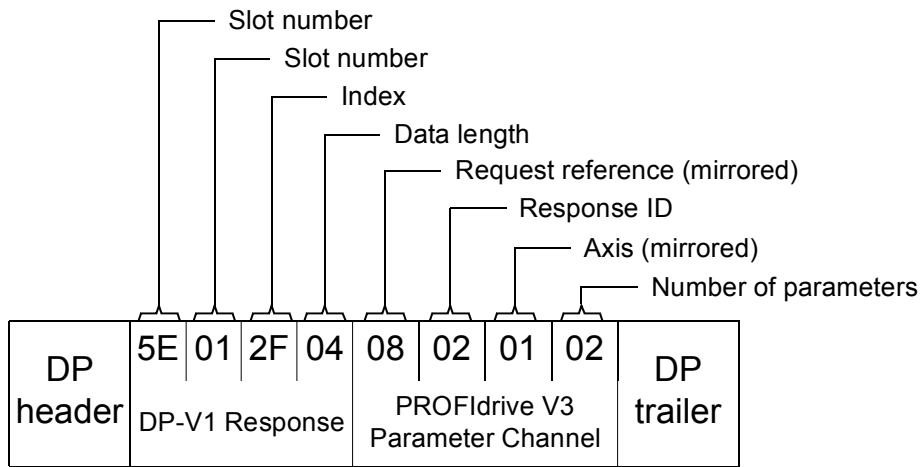 Slot number
Slot number
Index
Data length
Request reference (mirrored)
Response ID
Axis (mirrored)
Number of parameters
DP header
5E 01 2F 04 08 02 01 02
DP-V1 Response
PROFIdrive V3
Parameter Channel
DP trailer